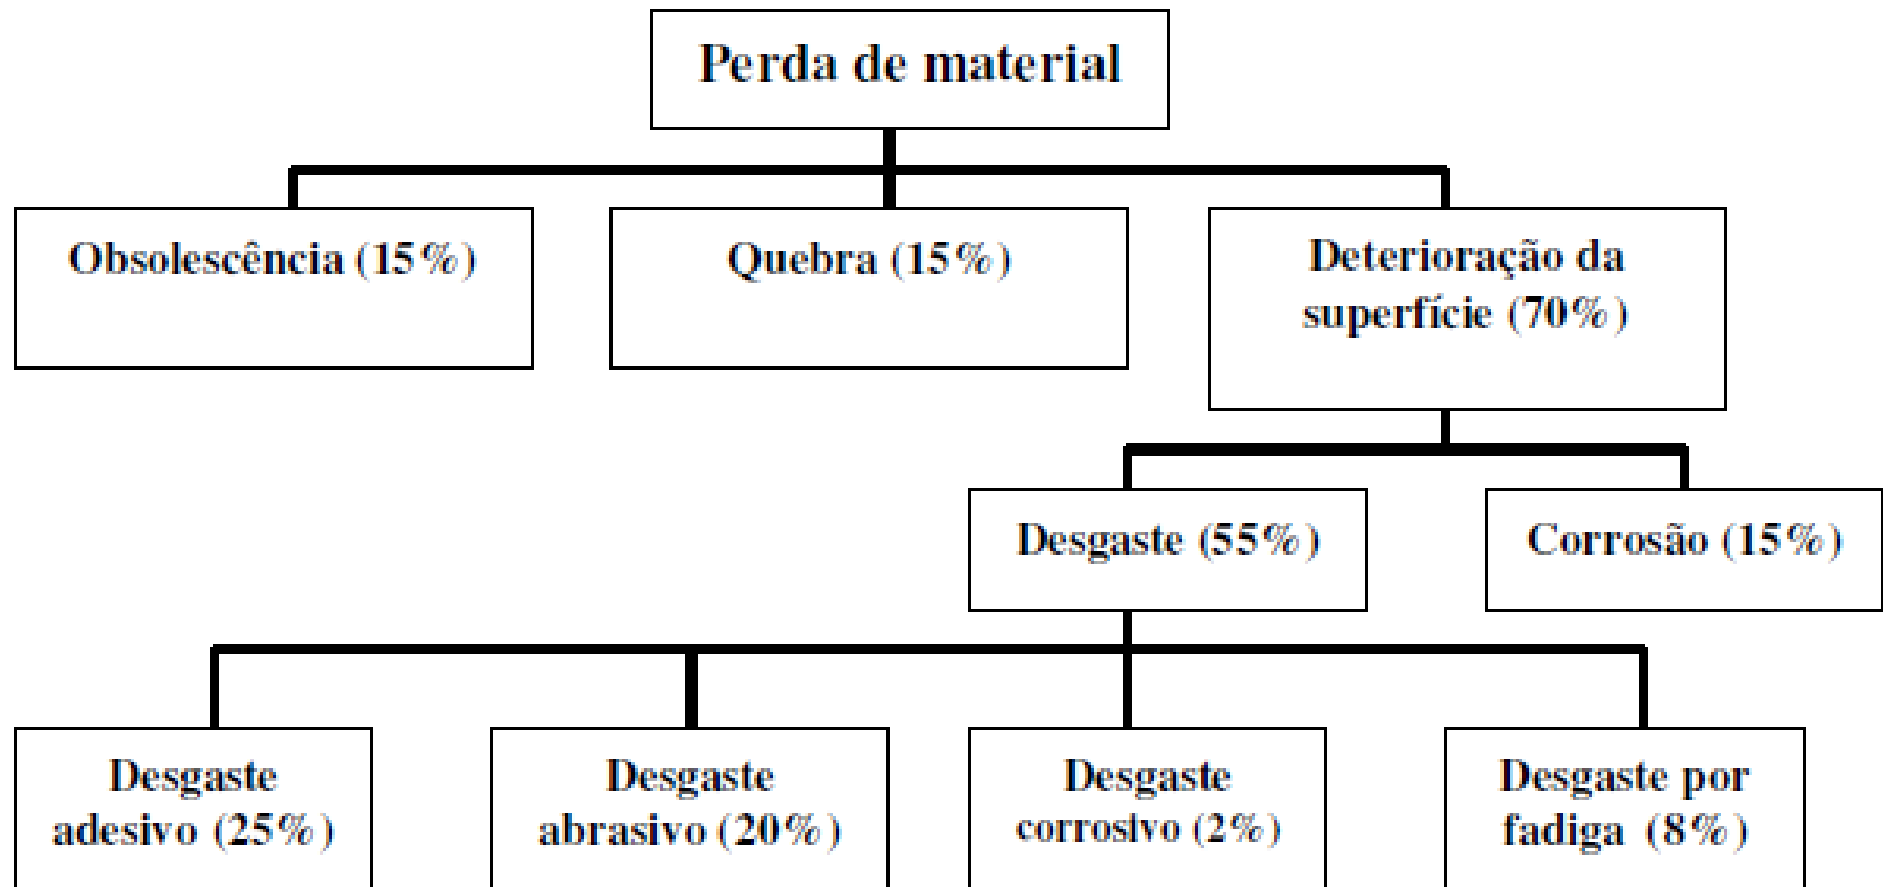 Perda de material
Obsolescência (15%)
Quebra (15%)
Deterioração da
superfície (70%)
Desgaste (55%)
Corrosão (15%)
Desgaste
adesivo (25%)
Desgaste
abrasivo (20%)
Desgaste
corrosivo (2%)
Desgaste por
fadiga (8%)